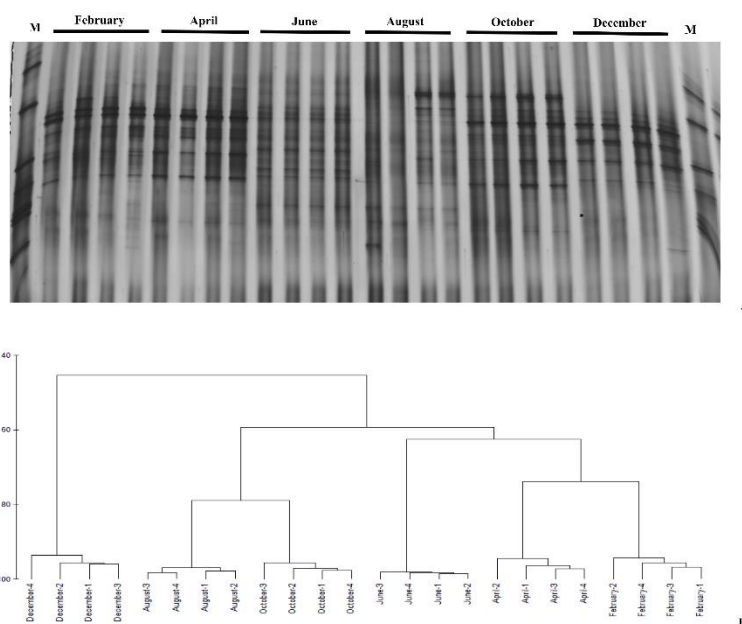 M February April June August October December M
40
60
80
100
December-4 December-2 December-1 December-3 August-3 August-4 August-1 August-2 October-3 October-2 October-1 October-4 June-3 June-4 June-1 June-2 April-2 April-1 April-3 April-4 February-2 February-4 February-3 February-1